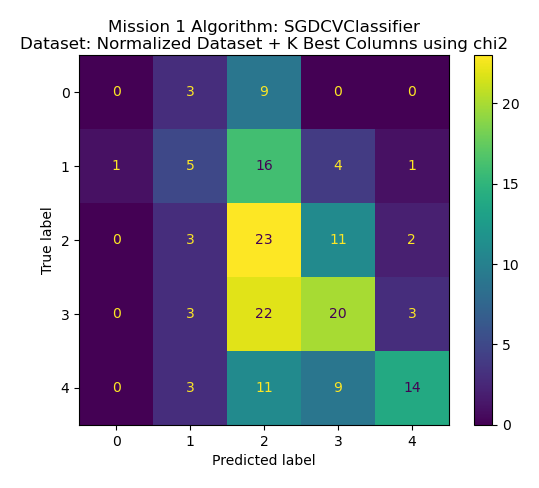 Mission 1 Algorithm: SGDCVClassifier
Dataset: Normalized Dataset + K Best Columns using chi2
0 0 3 9 0 0
1 1 5 16 4 1
2 0 3 23 11 2
3 0 3 22 20 3
4 0 3 11 9 14
0 1 2 3 4
Predicted label
True label
20
15
10
5
0